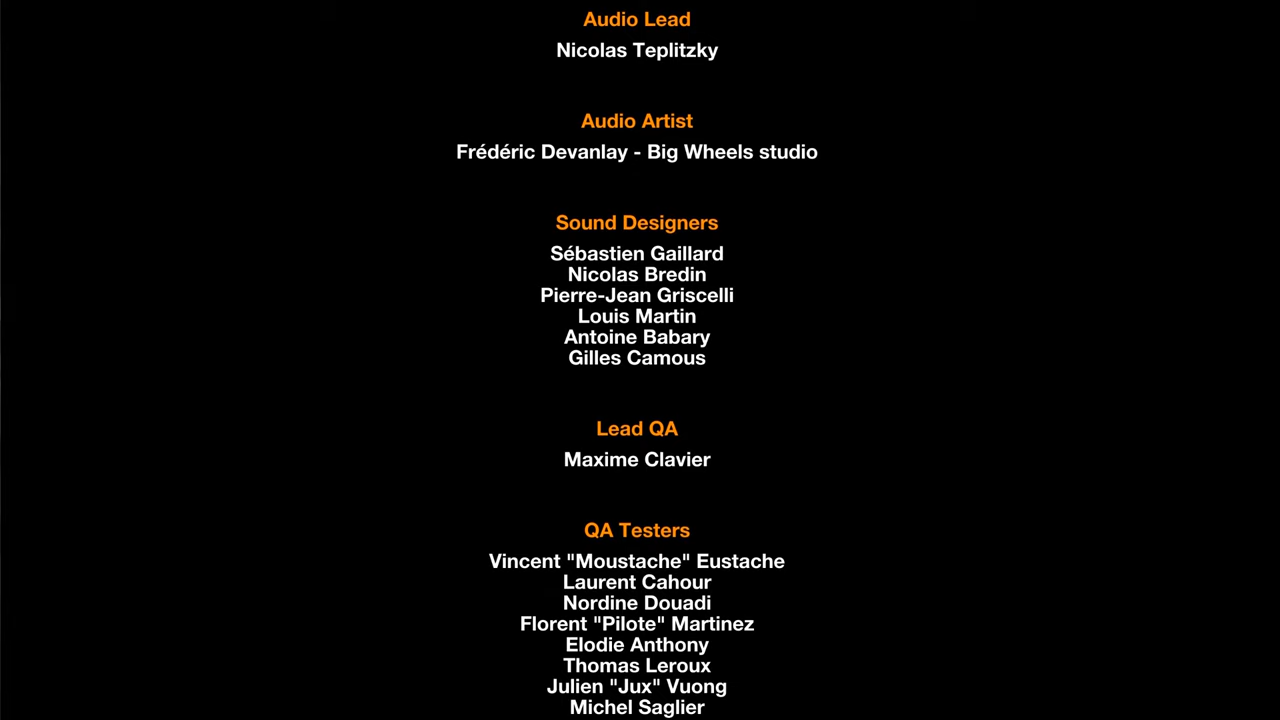 Audio Lead
Nicolas Teplitzky
Audio Artist
Frédéric Devanlay - Big Wheels studio
Sound Designers
Sébastien Gaillard
Nicolas Bredin
Pierre-Jean Griscelli
Louis Martin
Antoine Babary
Gilles Camous
Lead QA
Maxime Clavier
QA Testers
Vincent "Moustache" Eustache
Laurent Cahour
Nordine Douadi
Florent "Pilote" Martinez
Elodie Anthony
Thomas Leroux
Julien "Jux" Vuong
Michel Saglier